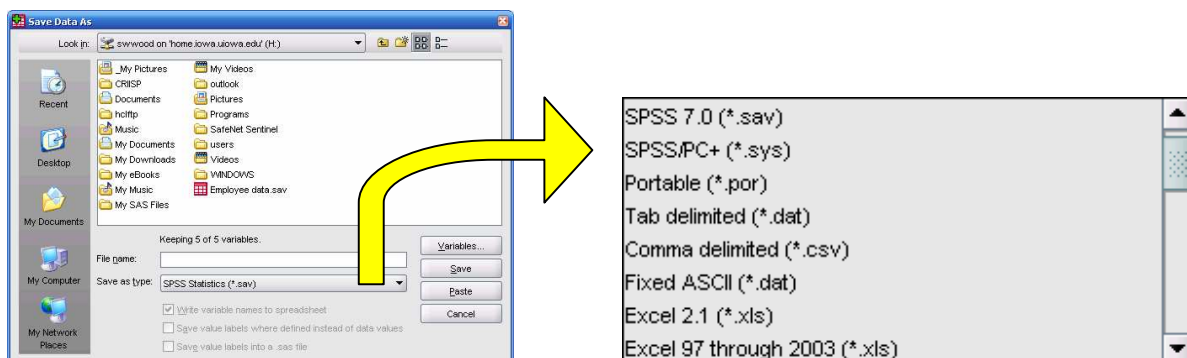 Save Data As
Look in: swwood on 'home.iowa.uiowa.edu' (H:)
Recent
Desktop
My Documents
My Computer
My Network Places
_My Pictures
CRIISP
Documents
hclftp
Music
My Documents
My Downloads
My eBooks
My Music
My SAS Files
My Videos
outlook
Pictures
Programs
SafeNet Sentinel
users
Videos
WINDOWS
Employee data.sav
Keeping 5 of 5 variables.
File name:
Save as type: SPSS Statistics (*.sav)
Write variable names to spreadsheet
Save value labels where defined instead of data values
Save value labels into a .sas file
Variables...
Save
Paste
Cancel
SPSS 7.0 (*.sav)
SPSS/PC+ (*.sys)
Portable (*.por)
Tab delimited (*.dat)
Comma delimited (*.csv)
Fixed ASCII (*.dat)
Excel 2.1 (*.xls)
Excel 97 through 2003 (*.xls)